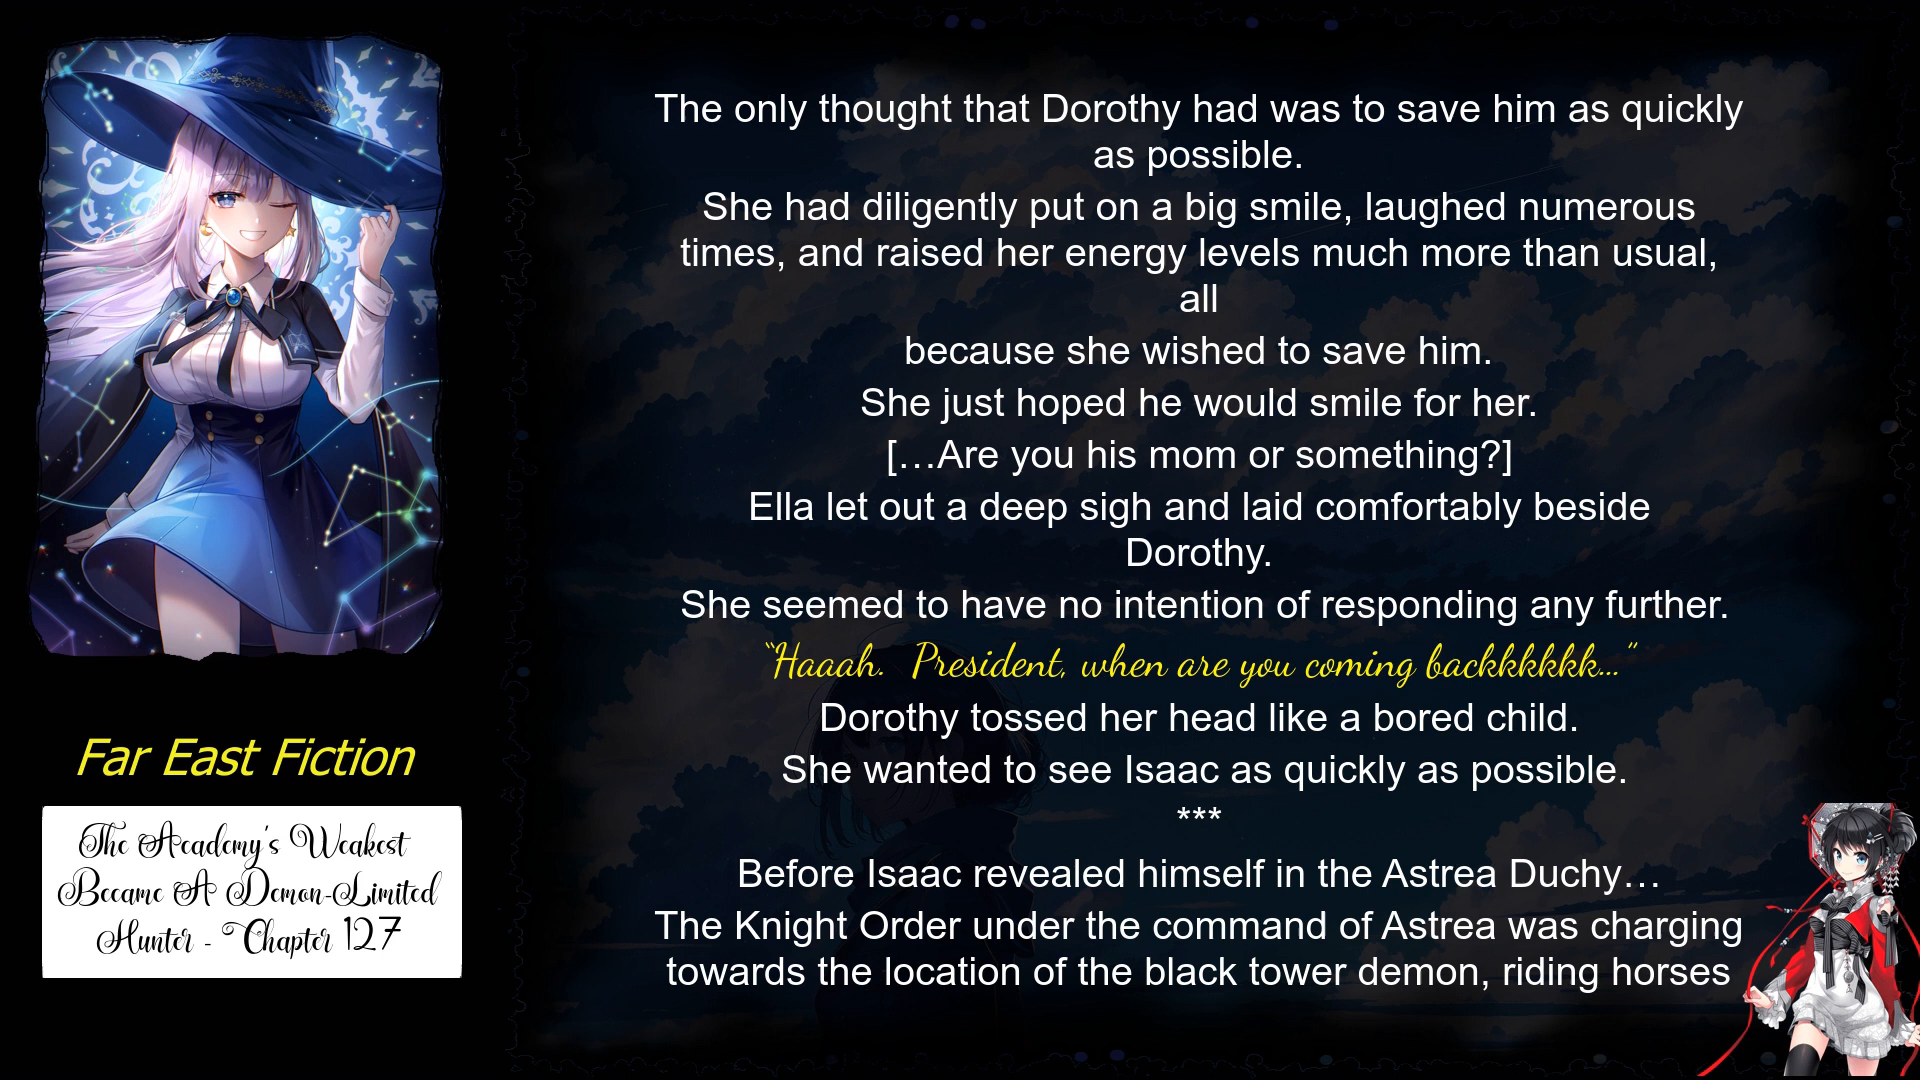 The only thought that Dorothy had was to save him as quickly
as possible.
She had diligently put on a big smile, laughed numerous
times, and raised her energy levels much more than usual,
all
because she wished to save him.
She just hoped he would smile for her.
[…Are you his mom or something?]
Ella let out a deep sigh and laid comfortably beside
Dorothy.
She seemed to have no intention of responding any further.
“Haaah. President, when are you coming backkkkkk…”
Dorothy tossed her head like a bored child.
She wanted to see Isaac as quickly as possible.
***
Before Isaac revealed himself in the Astrea Duchy…
The Knight Order under the command of Astrea was charging
towards the location of the black tower demon, riding horses
Far East Fiction
The Academy's Weakest
Became A Demon-Limited
Hunter - Chapter 127